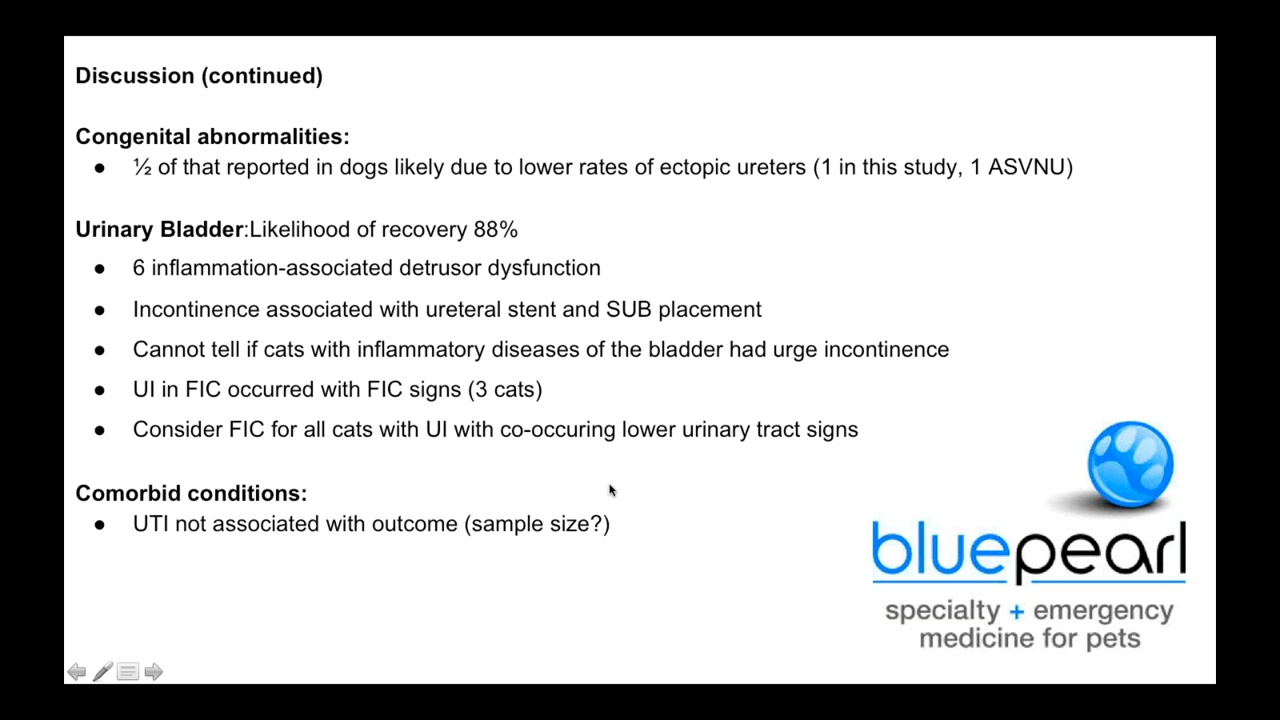 Discussion (continued)
Congenital abnormalities:
● ½ of that reported in dogs likely due to lower rates of ectopic ureters (1 in this study, 1 ASVNU)
Urinary Bladder:Likelihood of recovery 88%
● 6 inflammation-associated detrusor dysfunction
● Incontinence associated with ureteral stent and SUB placement
● Cannot tell if cats with inflammatory diseases of the bladder had urge incontinence
● UI in FIC occurred with FIC signs (3 cats)
● Consider FIC for all cats with UI with co-occuring lower urinary tract signs
Comorbid conditions:
● UTI not associated with outcome (sample size?)
bluepearl
specialty + emergency
medicine for pets